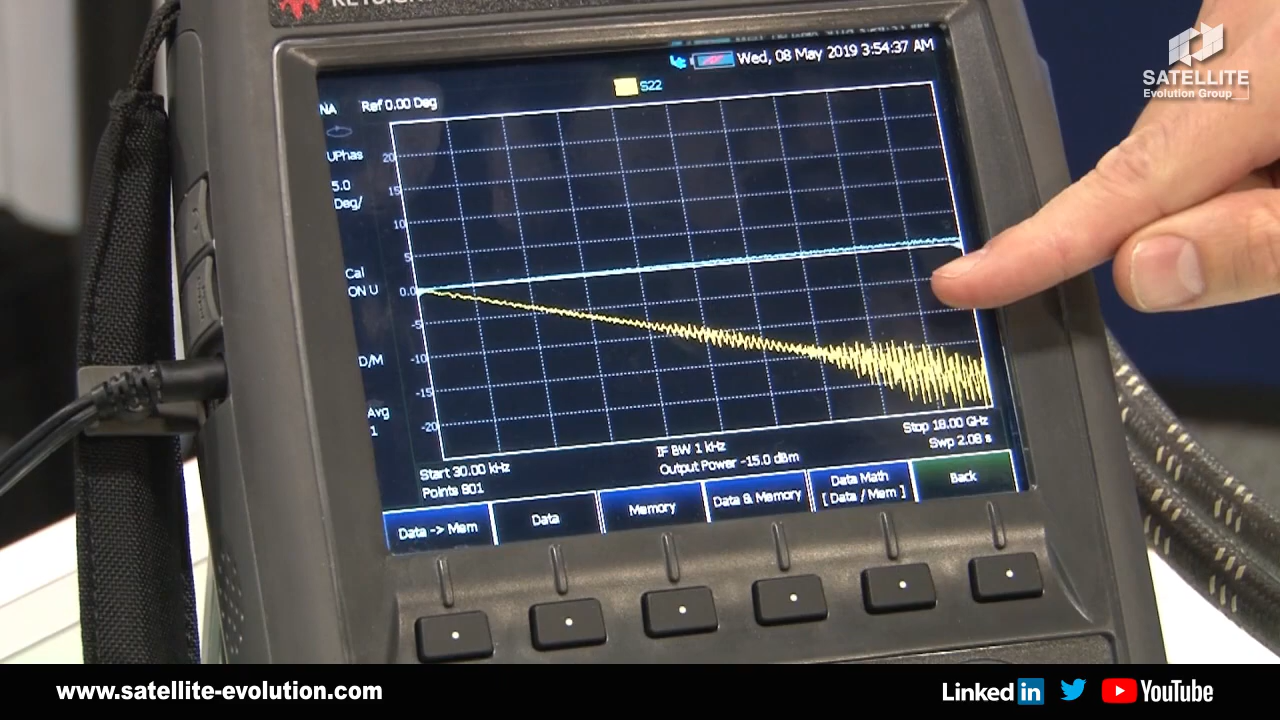 SATELLITE
Evolution Group
Wed, 08 May 2019 3:54:37 AM
S22
NA
Ref 0.00 Deg
UPhas
5.0
Deg/
20
15
10
5
0.0
-5
-10
-15
-20
Cal
ON U
D/M
Avg
1
Start 30.00 kHz
Points 801
IF BW 1 kHz
Output Power -15.0 dBm
Stop 18.00 GHz
Swp 2.08 s
Data -> Mem
Data
Memory
Data & Memory
Data Math
[ Data / Mem ]
Back
www.satellite-evolution.com
Linked in
YouTube